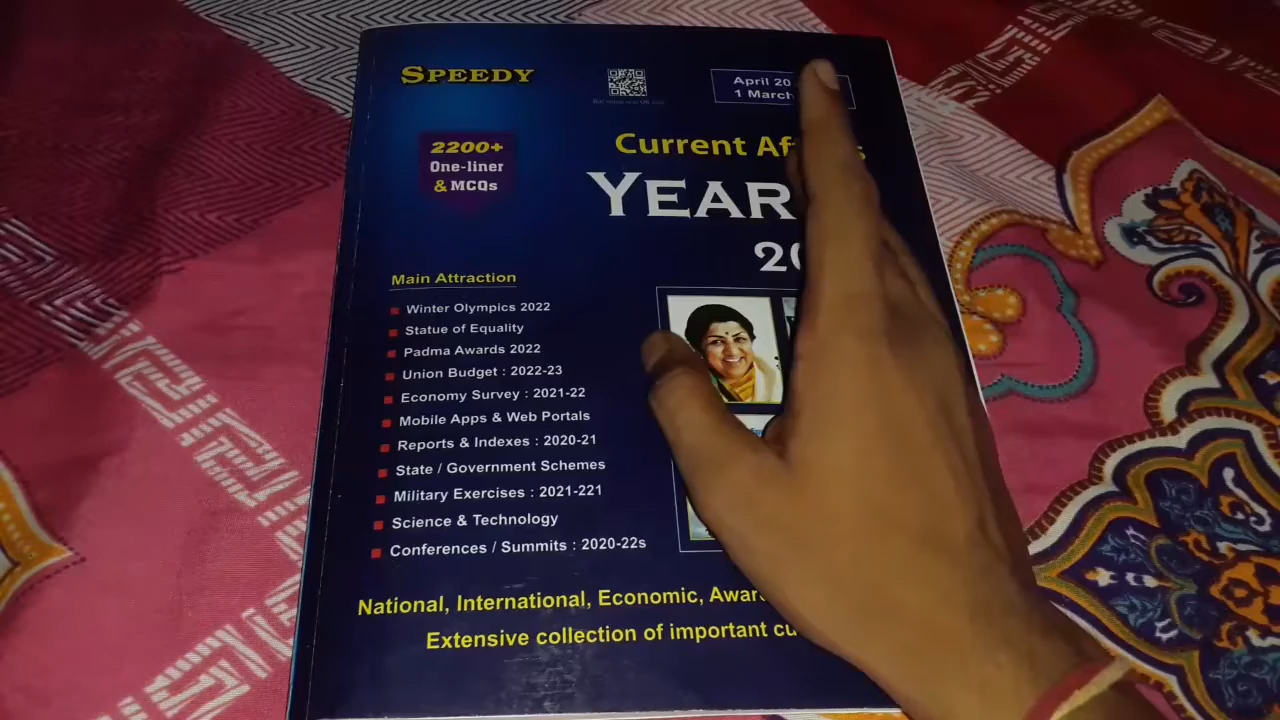 SPEEDY
April 20
1 March
2200+
One-liner
& MCQs
Current Af s
YEAR
20
Main Attraction
Winter Olympics 2022
Statue of Equality
Padma Awards 2022
Union Budget : 2022-23
Economy Survey : 2021-22
Mobile Apps & Web Portals
Reports & Indexes : 2020-21
State / Government Schemes
Military Exercises : 2021-221
Science & Technology
Conferences / Summits : 2020-22s
National, International, Economic, Awar
Extensive collection of important cu